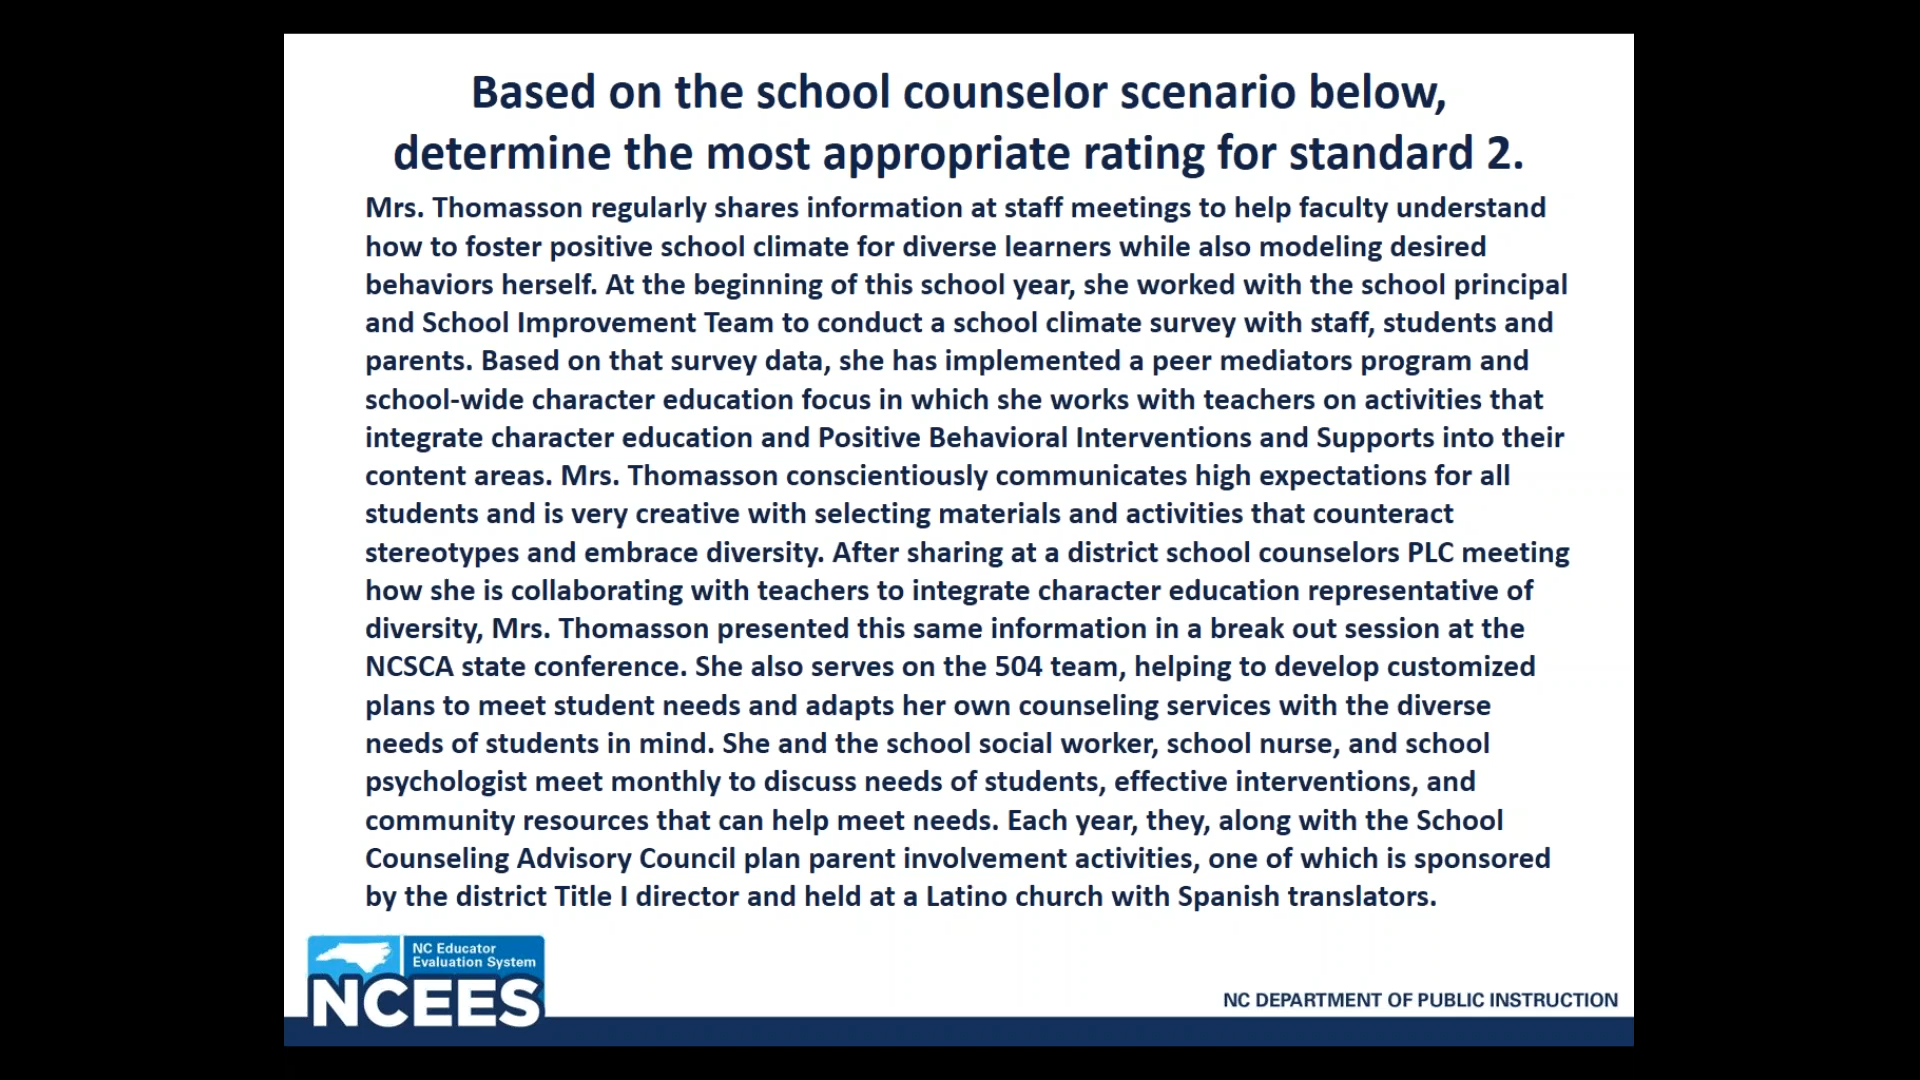 Based on the school counselor scenario below,
determine the most appropriate rating for standard 2.
Mrs. Thomasson regularly shares information at staff meetings to help faculty understand
how to foster positive school climate for diverse learners while also modeling desired
behaviors herself. At the beginning of this school year, she worked with the school principal
and School Improvement Team to conduct a school climate survey with staff, students and
parents. Based on that survey data, she has implemented a peer mediators program and
school-wide character education focus in which she works with teachers on activities that
integrate character education and Positive Behavioral Interventions and Supports into their
content areas. Mrs. Thomasson conscientiously communicates high expectations for all
students and is very creative with selecting materials and activities that counteract
stereotypes and embrace diversity. After sharing at a district school counselors PLC meeting
how she is collaborating with teachers to integrate character education representative of
diversity, Mrs. Thomasson presented this same information in a break out session at the
NCSCA state conference. She also serves on the 504 team, helping to develop customized
plans to meet student needs and adapts her own counseling services with the diverse
needs of students in mind. She and the school social worker, school nurse, and school
psychologist meet monthly to discuss needs of students, effective interventions, and
community resources that can help meet needs. Each year, they, along with the School
Counseling Advisory Council plan parent involvement activities, one of which is sponsored
by the district Title I director and held at a Latino church with Spanish translators.
NC Educator
Evaluation System
NCEES
NC DEPARTMENT OF PUBLIC INSTRUCTION